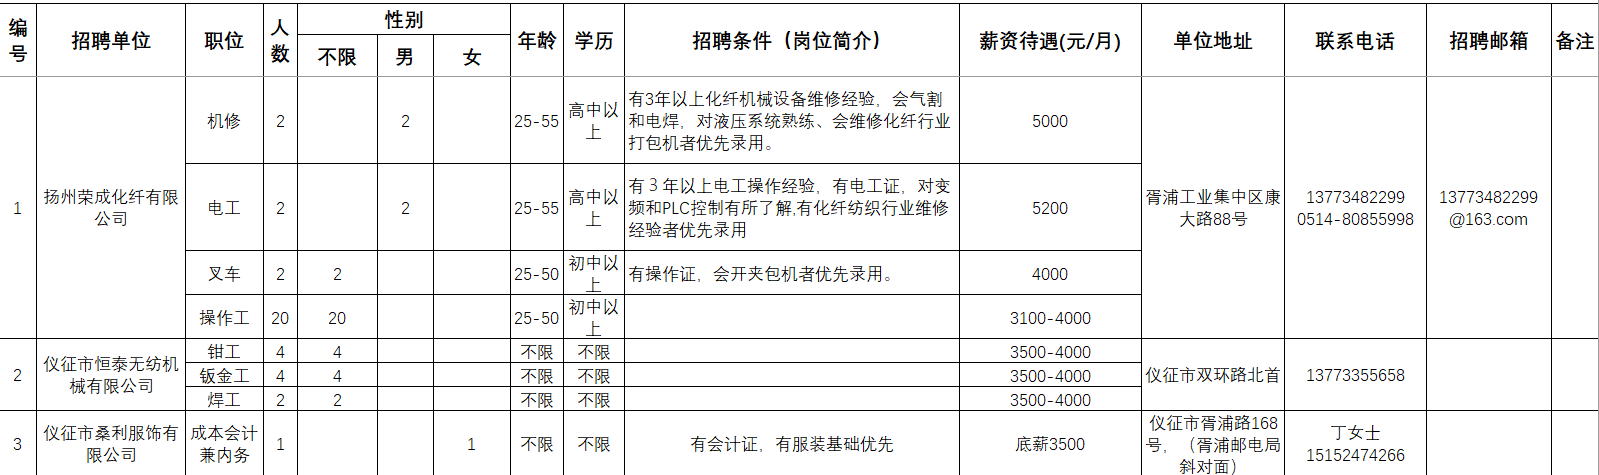 编号 招聘单位 职位 人数 性别 年龄 学历 招聘条件（岗位简介） 薪资待遇(元/月) 单位地址 联系电话 招聘邮箱 备注
不限 男 女
1 扬州荣成化纤有限公司 机修 2 2 25-55 高中以上 有3年以上化纤机械设备维修经验，会气割和电焊，对液压系统熟练、会维修化纤行业打包机者优先录用。 5000 胥浦工业集中区康大路88号 13773482299 0514-80855998 13773482299@163.com
电工 2 2 25-55 高中以上 有３年以上电工操作经验，有电工证，对变频和PLC控制有所了解,有化纤纺织行业维修经验者优先录用 5200
叉车 2 2 25-50 初中以上 有操作证，会开夹包机者优先录用。 4000
操作工 20 20 25-50 初中以上 3100-4000
2 仪征市恒泰无纺机械有限公司 钳工 4 4 不限 不限 3500-4000 仪征市双环路北首 13773355658
钣金工 4 4 不限 不限 3500-4000
焊工 2 2 不限 不限 3500-4000
3 仪征市桑利服饰有限公司 成本会计兼内务 1 1 不限 不限 有会计证，有服装基础优先 底薪3500 仪征市胥浦路168号，（胥浦邮电局斜对面） 丁女士 15152474266